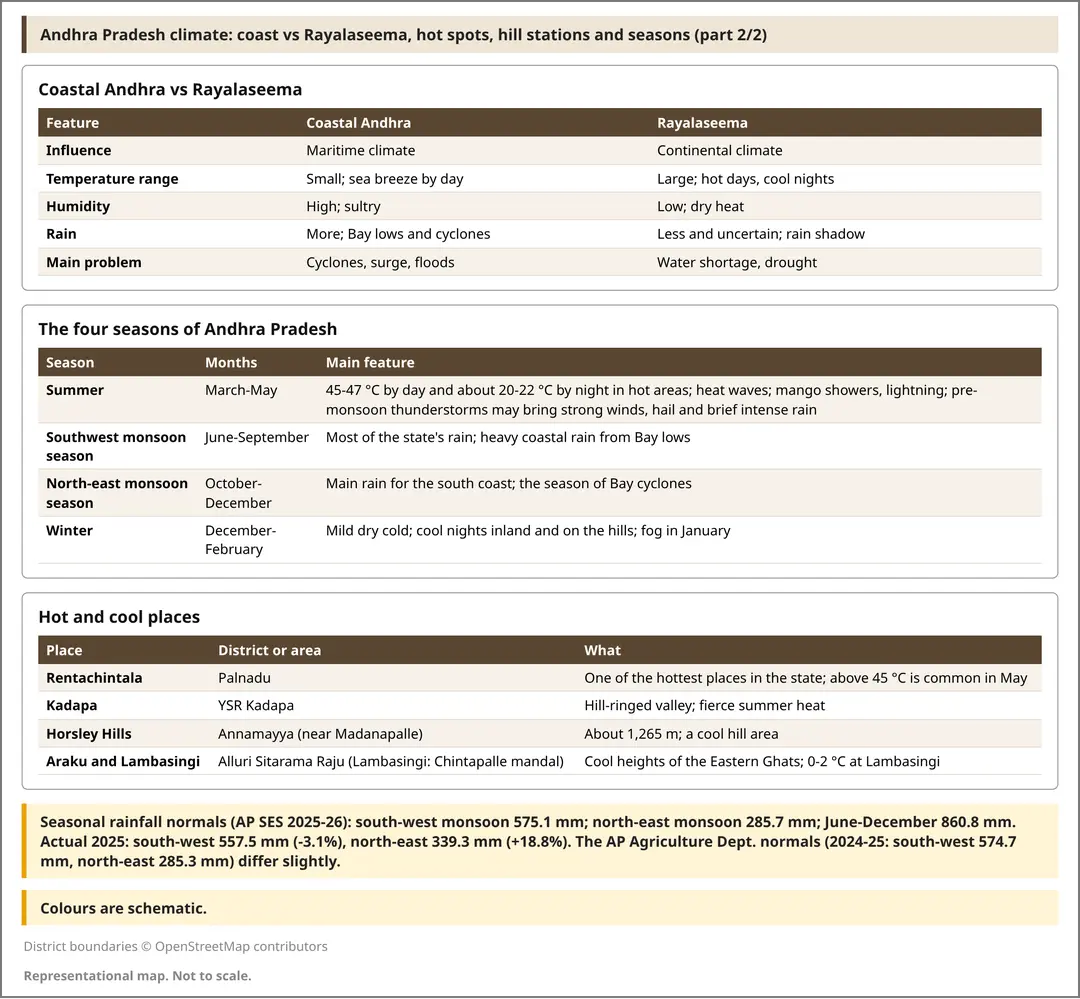 Andhra Pradesh climate: coast vs Rayalaseema, hot spots, hill stations and seasons (part 2/2)
Coastal Andhra vs Rayalaseema
Feature Coastal Andhra Rayalaseema
Influence Maritime climate Continental climate
Temperature range Small; sea breeze by day Large; hot days, cool nights
Humidity High; sultry Low; dry heat
Rain More; Bay lows and cyclones Less and uncertain; rain shadow
Main problem Cyclones, surge, floods Water shortage, drought
The four seasons of Andhra Pradesh
Season Months Main feature
Summer March-May 45-47 °C by day and about 20-22 °C by night in hot areas; heat waves; mango showers, lightning; pre-
monsoon thunderstorms may bring strong winds, hail and brief intense rain
Southwest monsoon June-September Most of the state's rain; heavy coastal rain from Bay lows
season
North-east monsoon October- Main rain for the south coast; the season of Bay cyclones
season December
Winter December- Mild dry cold; cool nights inland and on the hills; fog in January
February
Hot and cool places
Place District or area What
Rentachintala Palnadu One of the hottest places in the state; above 45 °C is common in May
Kadapa YSR Kadapa Hill-ringed valley; fierce summer heat
Horsley Hills Annamayya (near Madanapalle) About 1,265 m; a cool hill area
Araku and Lambasingi Alluri Sitarama Raju (Lambasingi: Chintapalle mandal) Cool heights of the Eastern Ghats; 0-2 °C at Lambasingi
Seasonal rainfall normals (AP SES 2025-26): south-west monsoon 575.1 mm; north-east monsoon 285.7 mm; June-December 860.8 mm.
Actual 2025: south-west 557.5 mm (-3.1%), north-east 339.3 mm (+18.8%). The AP Agriculture Dept. normals (2024-25: south-west 574.7
mm, north-east 285.3 mm) differ slightly.
Colours are schematic.
District boundaries © OpenStreetMap contributors
Representational map. Not to scale.